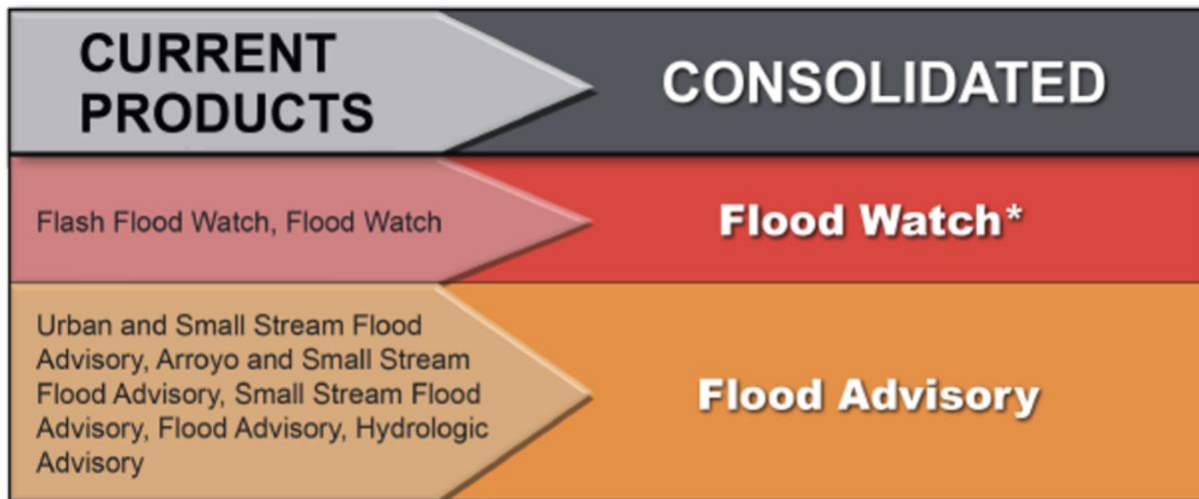 CURRENT
PRODUCTS
CONSOLIDATED
Flash Flood Watch, Flood Watch
Flood Watch*
Urban and Small Stream Flood
Advisory, Arroyo and Small Stream
Flood Advisory, Small Stream Flood
Advisory, Flood Advisory, Hydrologic
Advisory
Flood Advisory